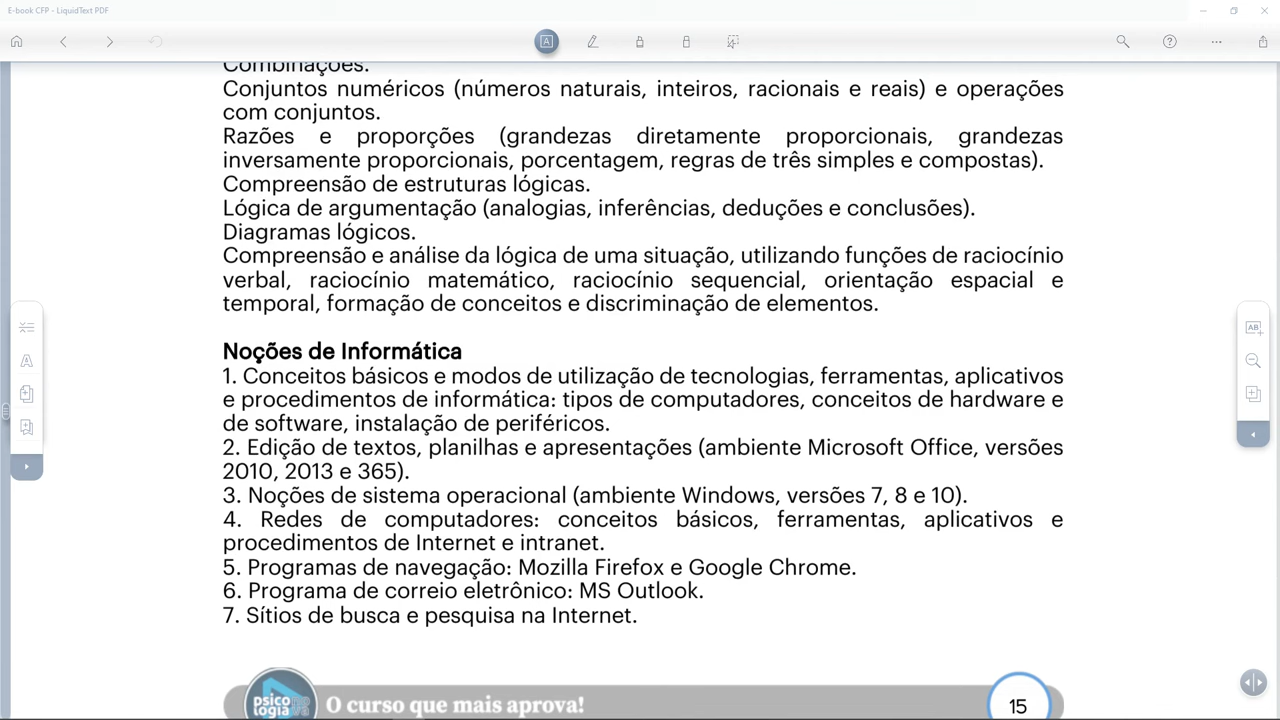 E-book CFP - LiquidText PDF
Combinações.
Conjuntos numéricos (números naturais, inteiros, racionais e reais) e operações
com conjuntos.
Razões e proporções (grandezas diretamente proporcionais, grandezas
inversamente proporcionais, porcentagem, regras de três simples e compostas).
Compreensão de estruturas lógicas.
Lógica de argumentação (analogias, inferências, deduções e conclusões).
Diagramas lógicos.
Compreensão e análise da lógica de uma situação, utilizando funções de raciocínio
verbal, raciocínio matemático, raciocínio sequencial, orientação espacial e
temporal, formação de conceitos e discriminação de elementos.
Noções de Informática
1. Conceitos básicos e modos de utilização de tecnologias, ferramentas, aplicativos
e procedimentos de informática: tipos de computadores, conceitos de hardware e
de software, instalação de periféricos.
2. Edição de textos, planilhas e apresentações (ambiente Microsoft Office, versões
2010, 2013 e 365).
3. Noções de sistema operacional (ambiente Windows, versões 7, 8 e 10).
4. Redes de computadores: conceitos básicos, ferramentas, aplicativos e
procedimentos de Internet e intranet.
5. Programas de navegação: Mozilla Firefox e Google Chrome.
6. Programa de correio eletrônico: MS Outlook.
7. Sítios de busca e pesquisa na Internet.
psico
logia
O curso que mais aprova!
15